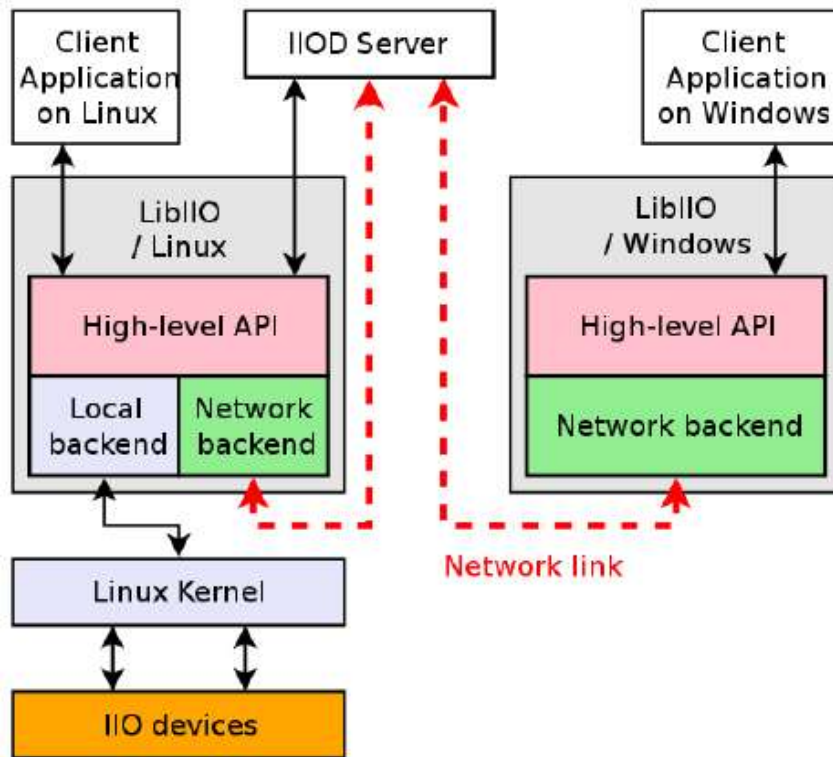 Client
Application
on Linux
IIOD Server
Client
Application
on Windows
LibIIO
/ Linux
LibIIO
/ Windows
High-level API
High-level API
Local
backend
Network
backend
Network backend
Network link
Linux Kernel
IIO devices